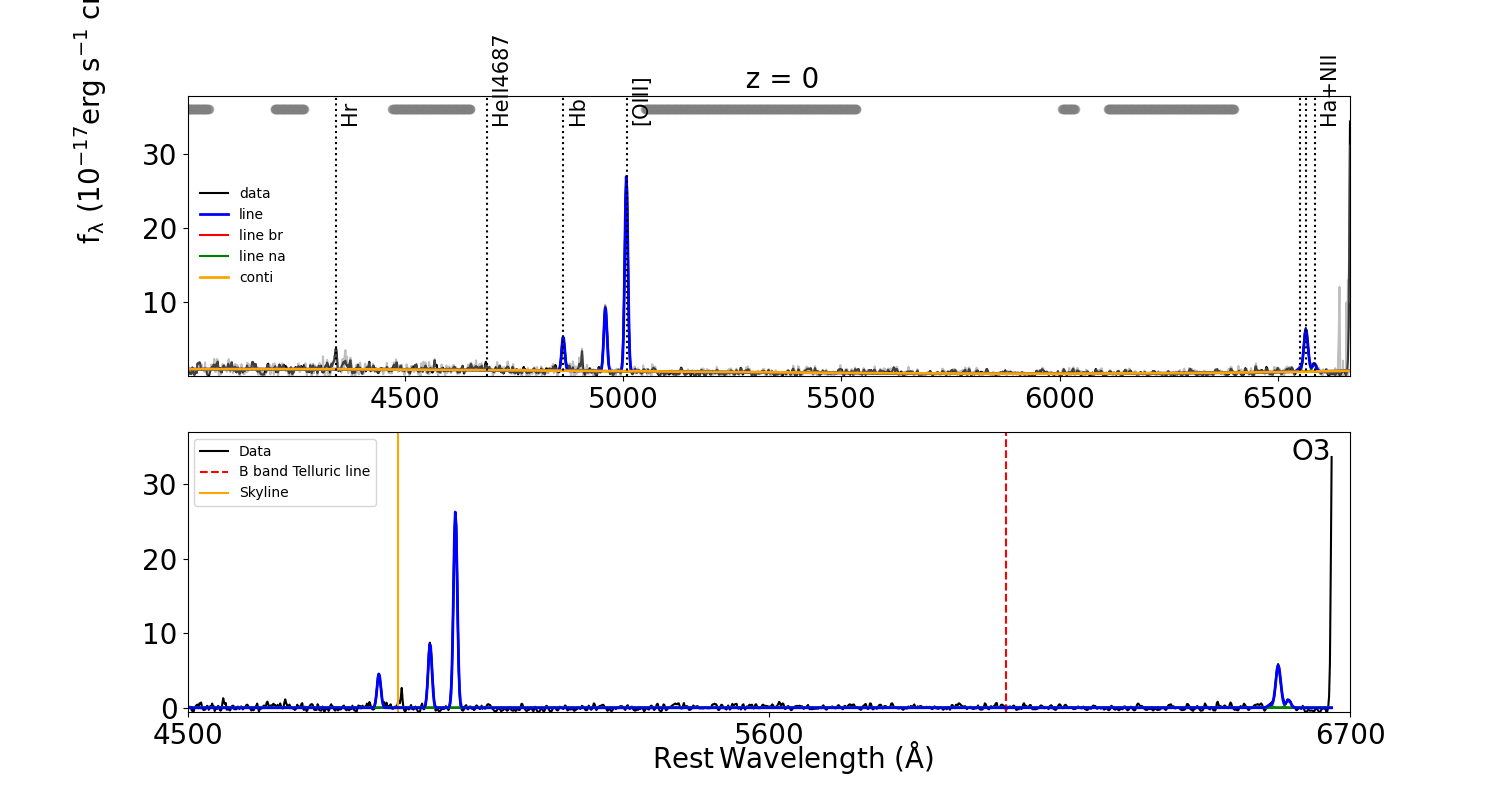 z = 0
Hγ
HeII4687
Hb
[OIII]
Ha+NII
f_λ (10^−17 erg s^−1 c
30
20
10
data
line
line br
line na
conti
4500 5000 5500 6000 6500
O3
30
20
10
0
Data
B band Telluric line
Skyline
4500 5600 6700
Rest Wavelength (Å)